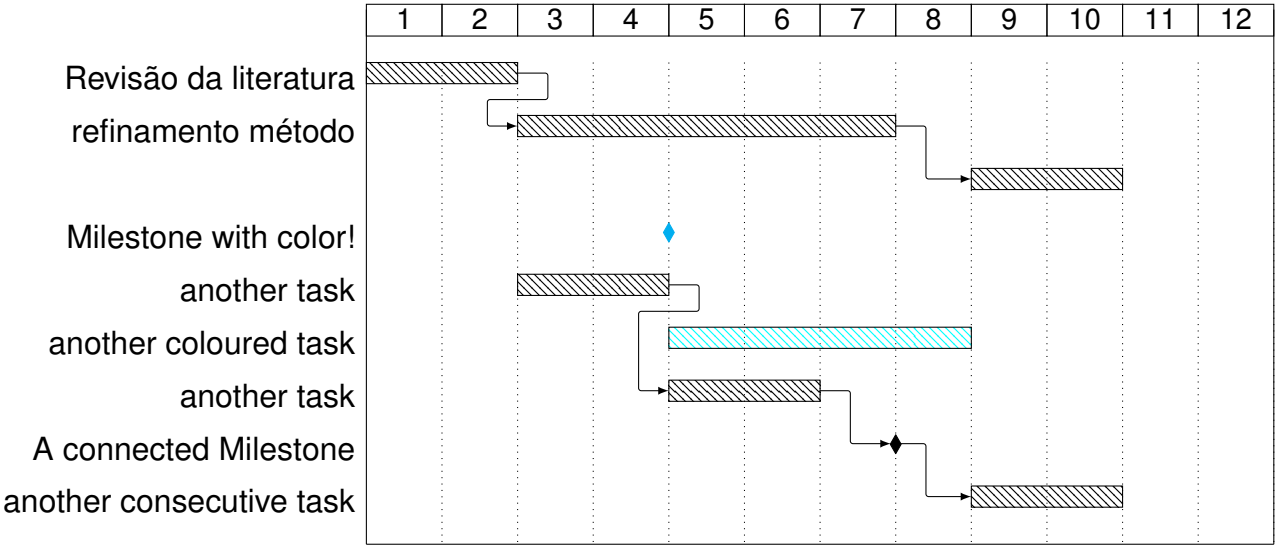 1 2 3 4 5 6 7 8 9 10 11 12
Revisão da literatura
refinamento método
Milestone with color!
another task
another coloured task
another task
A connected Milestone
another consecutive task